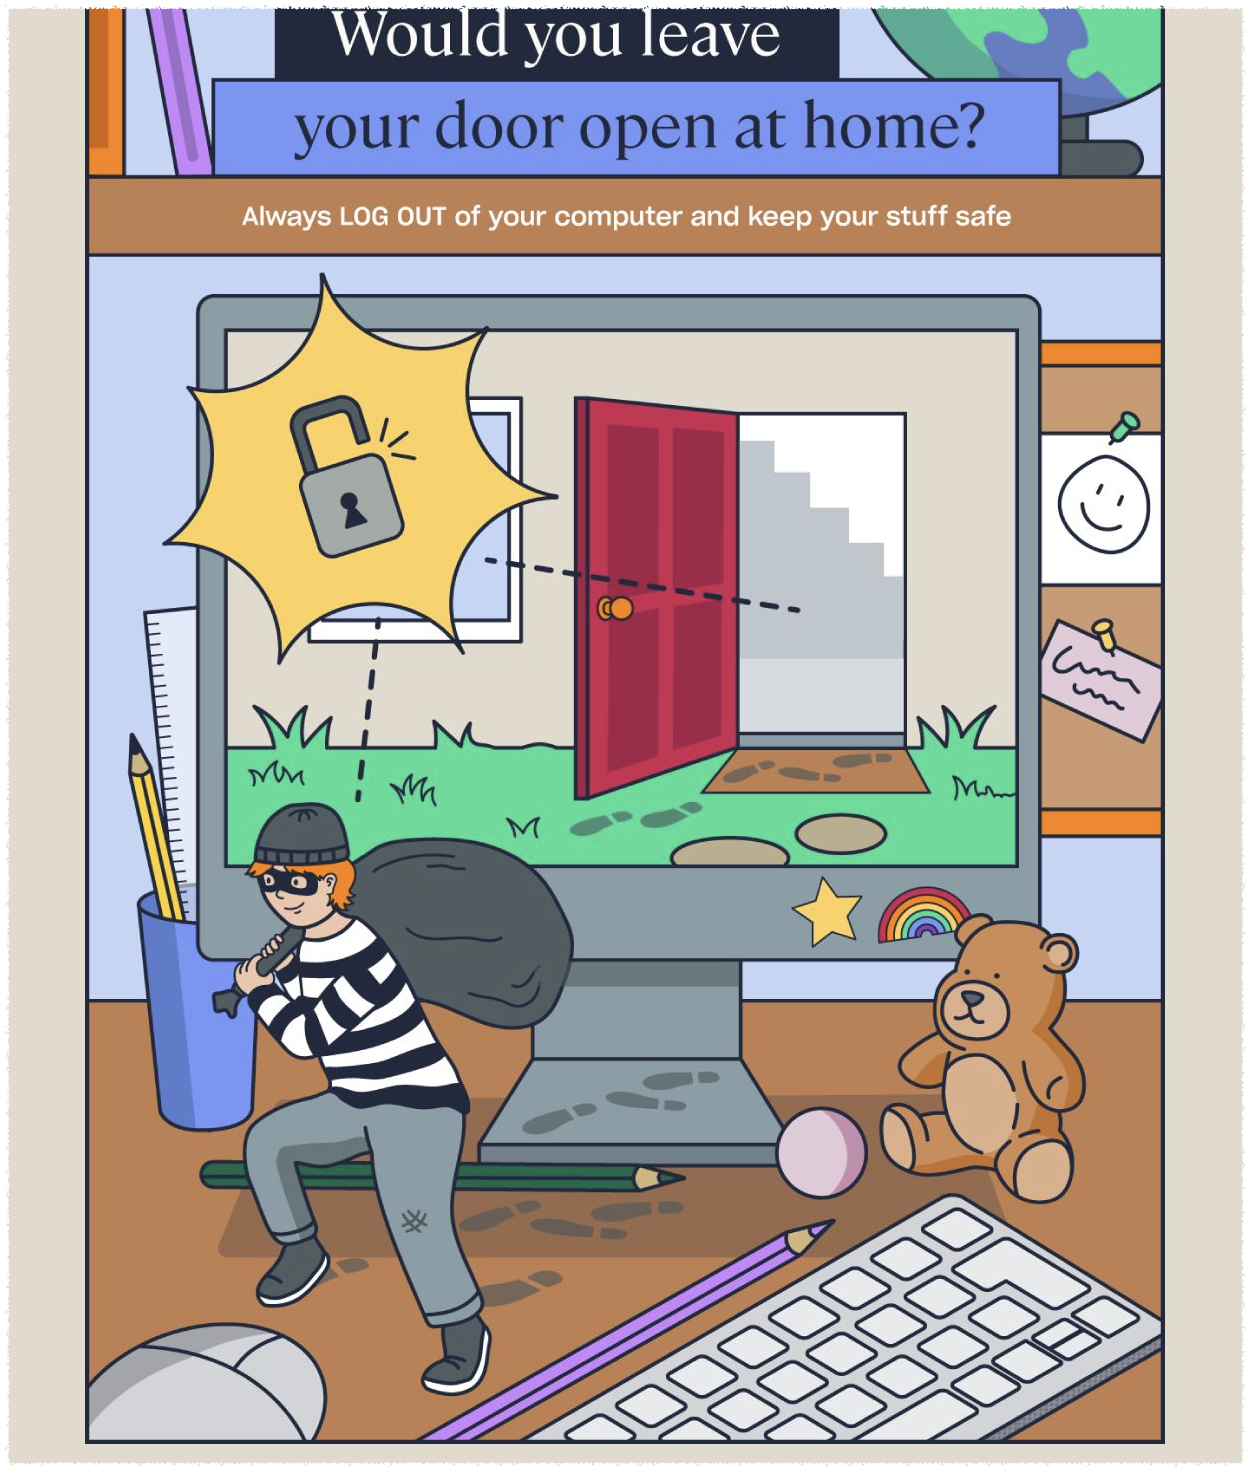 Would you leave
your door open at home?
Always LOG OUT of your computer and keep your stuff safe